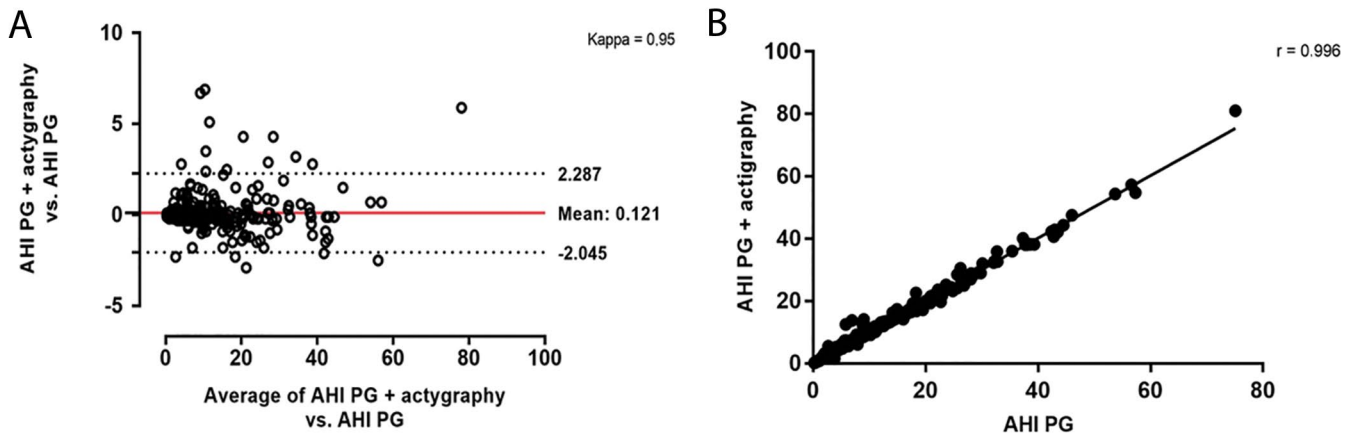 A
AHI PG + actygraphy
vs. AHI PG
10
5
0
-5
Kappa = 0.95
2.287
Mean: 0.121
-2.045
0 20 40 60 80 100
Average of AHI PG + actygraphy
vs. AHI PG
B
AHI PG + actigraphy
100
80
60
40
20
0
r = 0.996
0 20 40 60 80
AHI PG